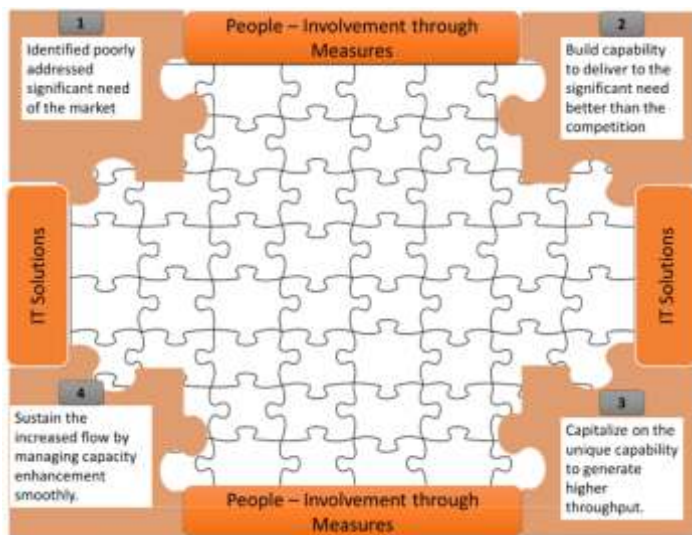 1
Identified poorly
addressed
significant need
of the market
People – Involvement through
Measures
2
Build capability
to deliver to the
significant need
better than the
competition
IT Solutions
IT Solutions
4
Sustain the
increased flow by
managing capacity
enhancement
smoothly.
3
Capitalize on the
unique capability
to generate
higher
throughput.
People – Involvement through
Measures